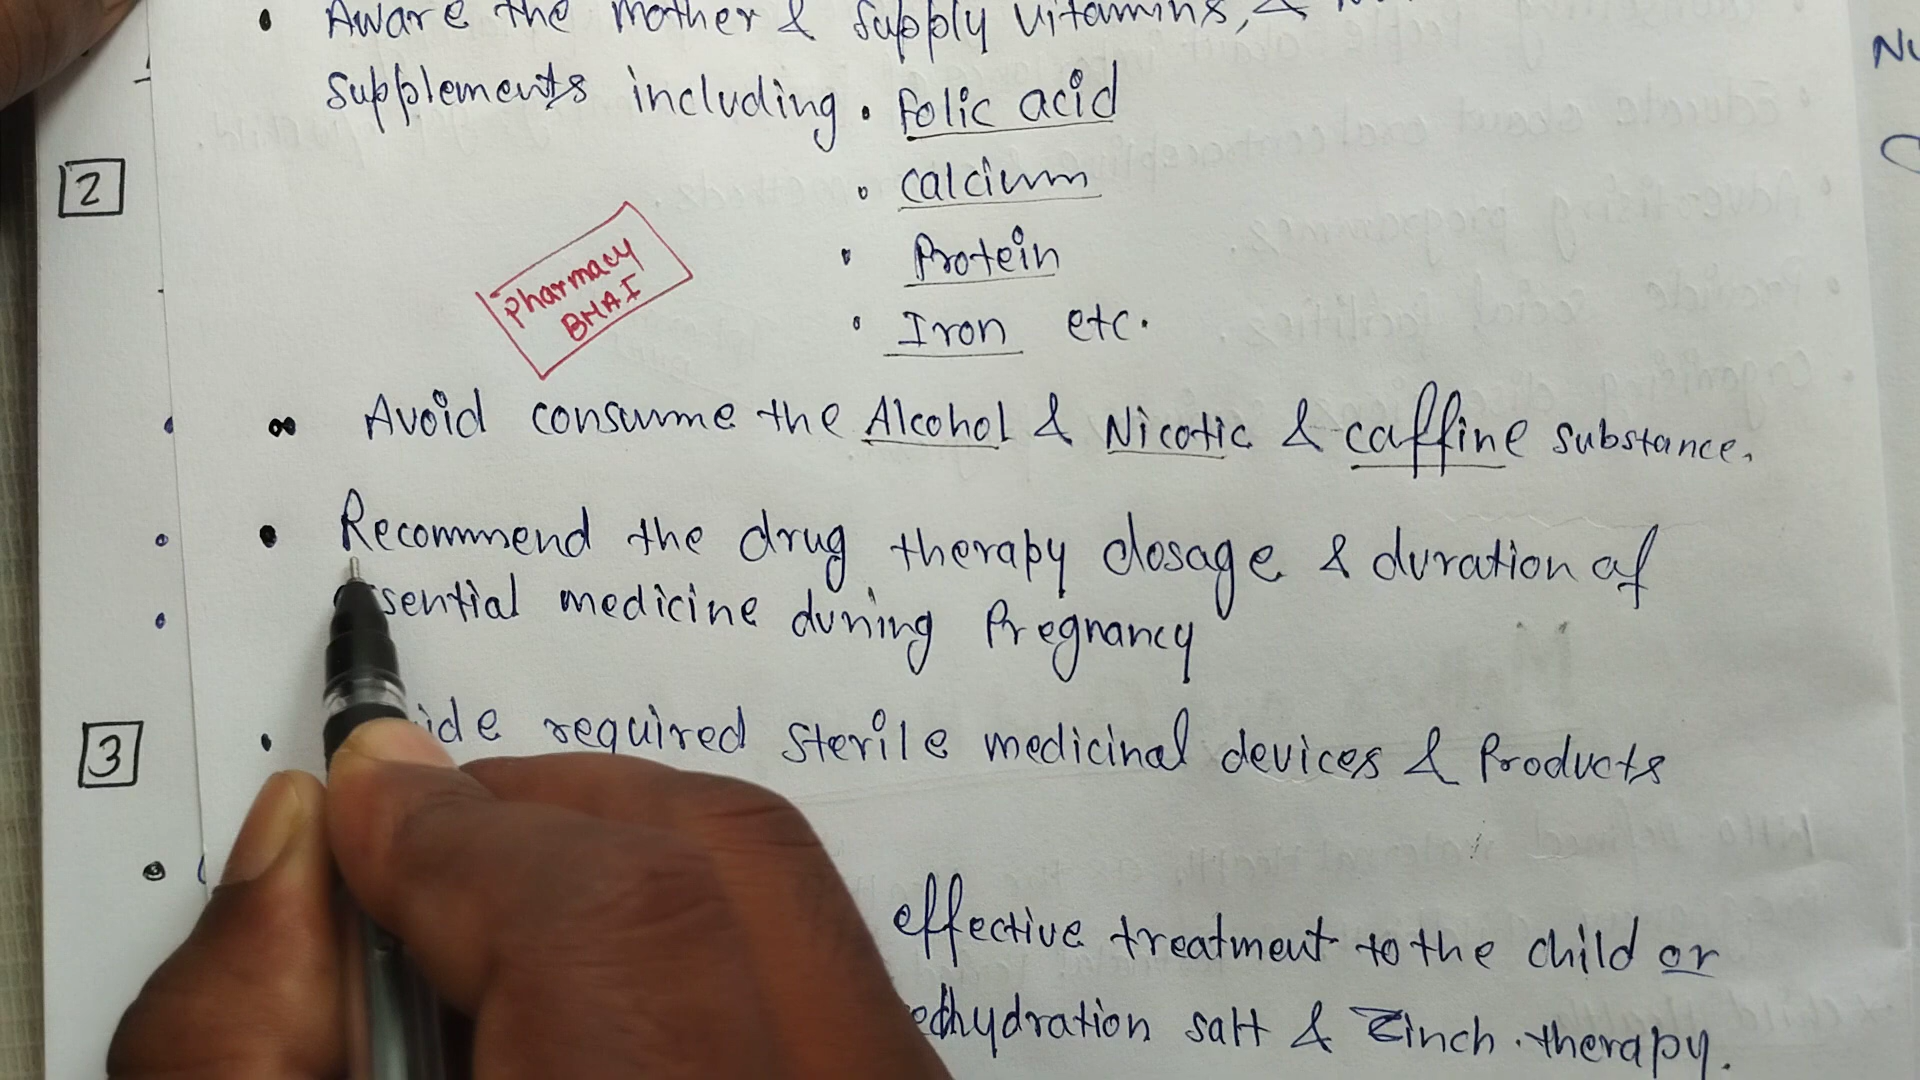 • Aware the mother & supply vitamins, &
supplements including • folic acid
2
• calcium
• Protein
pharmacy
BHAI
• Iron etc.
• Avoid consume the Alcohol & Nicotic & caffine substance.
• Recommend the drug therapy dosage & duration of
sential medicine during Pregnancy
3
• ide required sterile medicinal devices & Products
effective treatment to the child or
hydration salt & Zinch therapy.